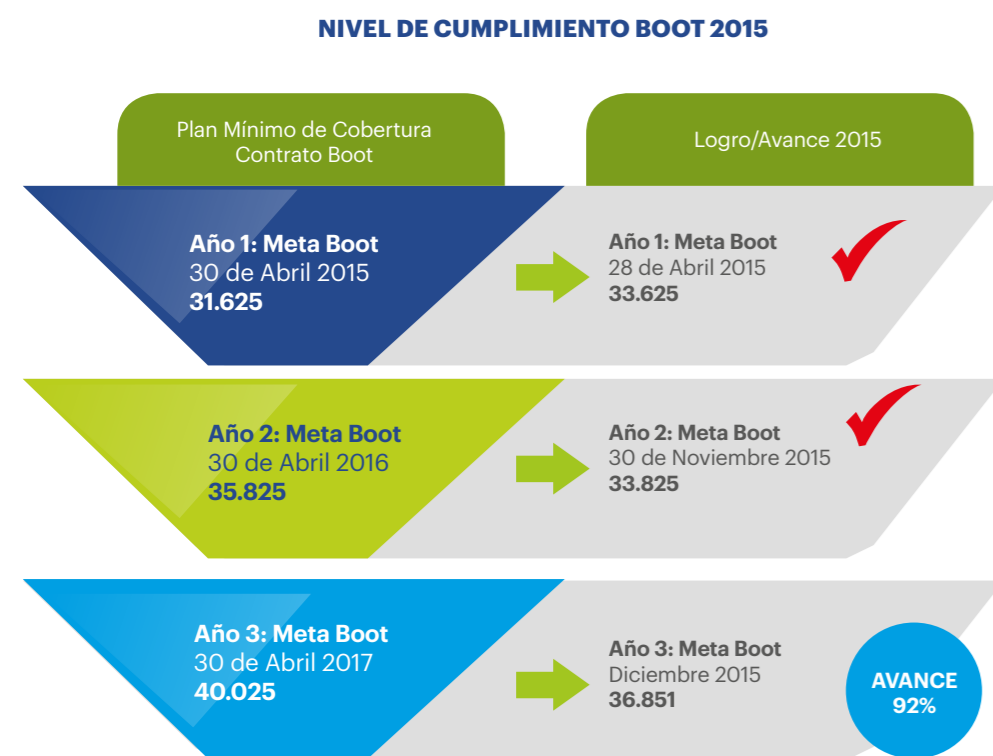 NIVEL DE CUMPLIMIENTO BOOT 2015
Plan Mínimo de Cobertura
Contrato Boot
Logro/Avance 2015
Año 1: Meta Boot
30 de Abril 2015
31.625
Año 1: Meta Boot
28 de Abril 2015
33.625
Año 2: Meta Boot
30 de Abril 2016
35.825
Año 2: Meta Boot
30 de Noviembre 2015
33.825
Año 3: Meta Boot
30 de Abril 2017
40.025
Año 3: Meta Boot
Diciembre 2015
36.851
AVANCE
92%